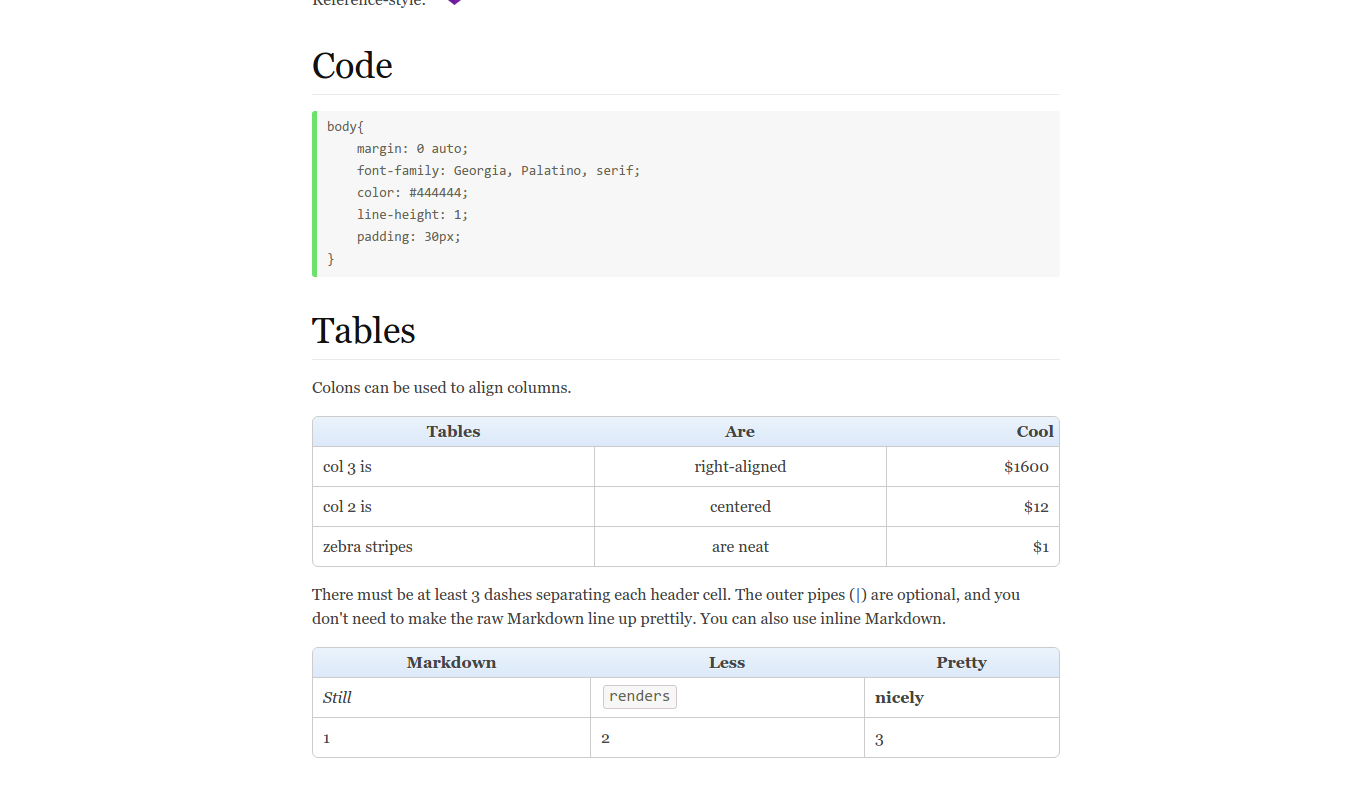 Reference-style:
Code
body{
    margin: 0 auto;
    font-family: Georgia, Palatino, serif;
    color: #444444;
    line-height: 1;
    padding: 30px;
}
Tables
Colons can be used to align columns.
Tables Are Cool
col 3 is right-aligned $1600
col 2 is centered $12
zebra stripes are neat $1
There must be at least 3 dashes separating each header cell. The outer pipes (|) are optional, and you
don't need to make the raw Markdown line up prettily. You can also use inline Markdown.
Markdown Less Pretty
Still renders nicely
1 2 3